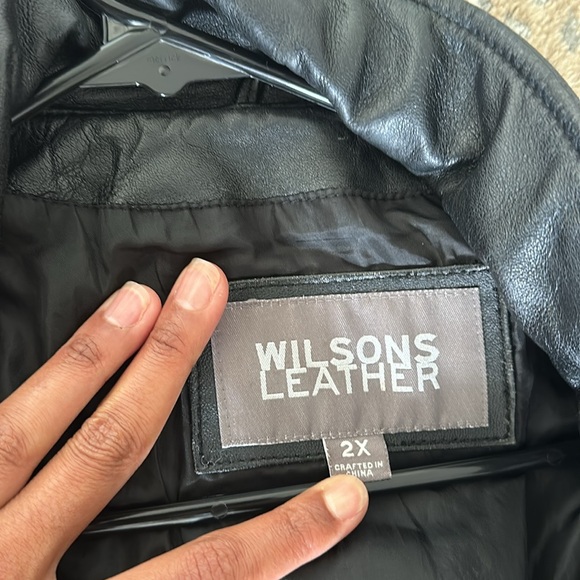 WILSONS
LEATHER
2X
CRAFTED IN
CHINA